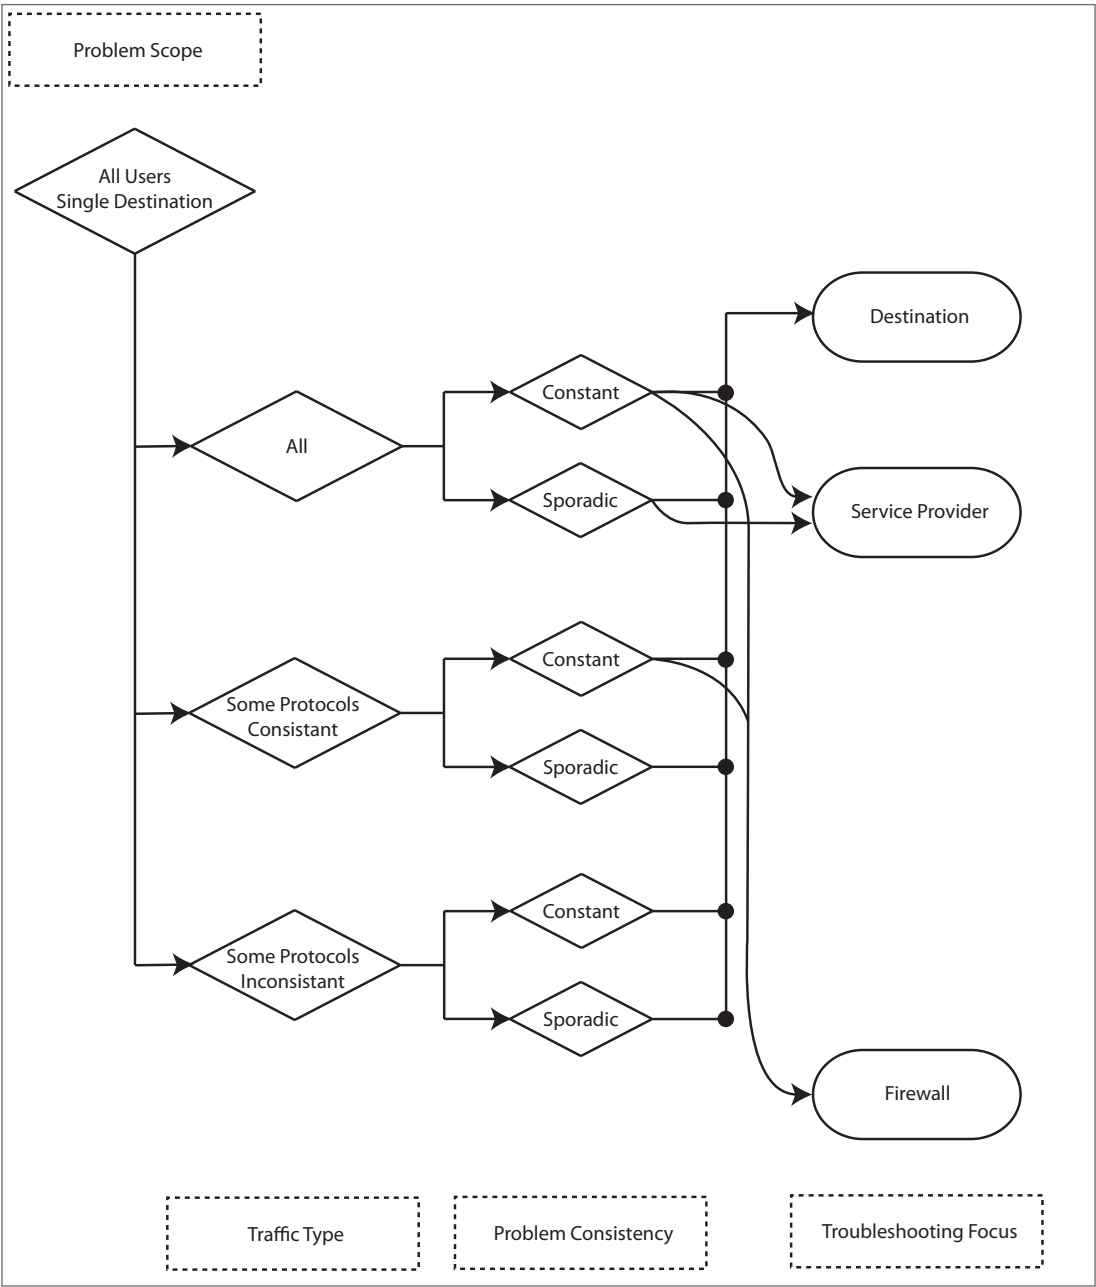 Problem Scope
All Users
Single Destination
Destination
Constant
All
Sporadic
Service Provider
Constant
Some Protocols
Consistant
Sporadic
Constant
Some Protocols
Inconsistant
Sporadic
Firewall
Traffic Type
Problem Consistency
Troubleshooting Focus